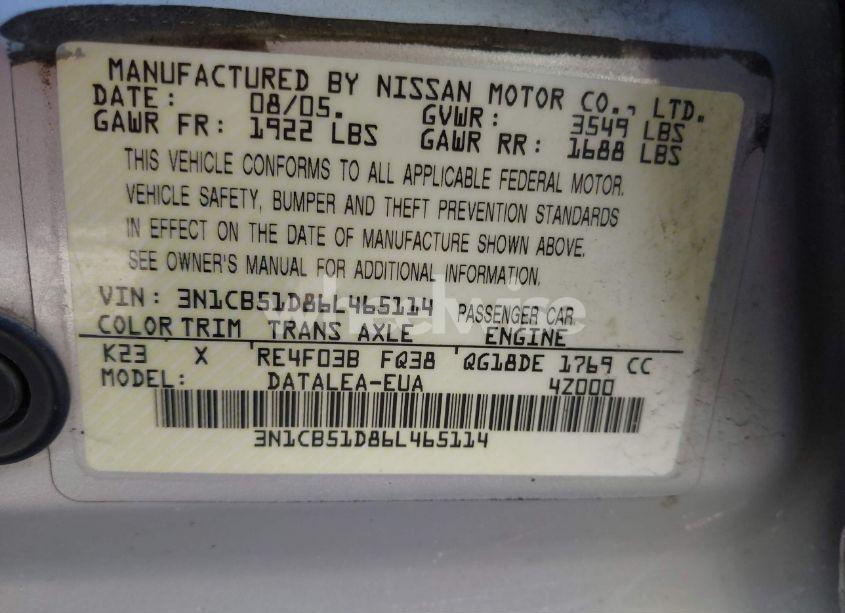 MANUFACTURED BY NISSAN MOTOR CO., LTD.
DATE: 08/05. GVWR: 3549 LBS
GAWR FR: 1922 LBS GAWR RR: 1688 LBS
THIS VEHICLE CONFORMS TO ALL APPLICABLE FEDERAL MOTOR.
VEHICLE SAFETY, BUMPER AND THEFT PREVENTION STANDARDS
IN EFFECT ON THE DATE OF MANUFACTURE SHOWN ABOVE.
SEE OWNER'S MANUAL FOR ADDITIONAL INFORMATION.
VIN: 3N1CB51D86L465114 PASSENGER CAR
COLOR TRIM TRANS AXLE ENGINE
K23 X RE4F03B FQ38 QG18DE 1769 CC
MODEL: DATALEA-EUA 4Z000
3N1CB51D86L465114